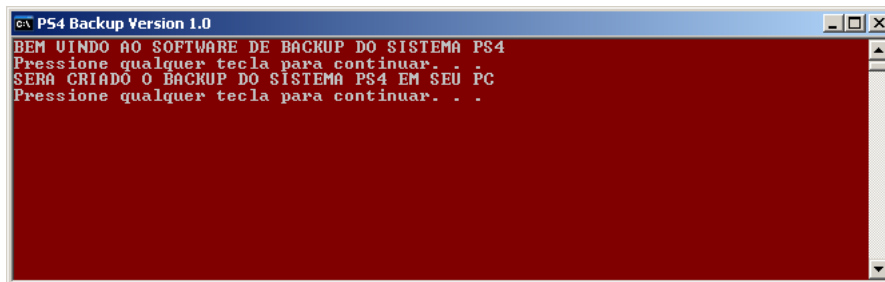 PS4 Backup Version 1.0
BEM VINDO AO SOFTWARE DE BACKUP DO SISTEMA PS4
Pressione qualquer tecla para continuar. . .
SERA CRIADO O BACKUP DO SISTEMA PS4 EM SEU PC
Pressione qualquer tecla para continuar. . .